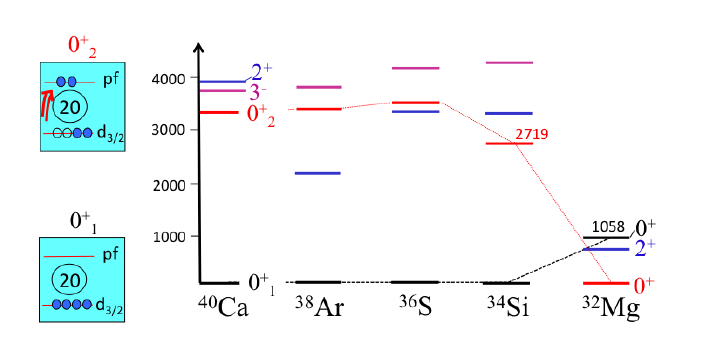 0⁺₂
pf
20
d₃/₂
0⁺₁
pf
20
d₃/₂
4000
3000
2000
1000
2⁺
3⁻
0⁺₂
0⁺₁
2719
1058
0⁺
2⁺
0⁺
⁴⁰Ca
³⁸Ar
³⁶S
³⁴Si
³²Mg